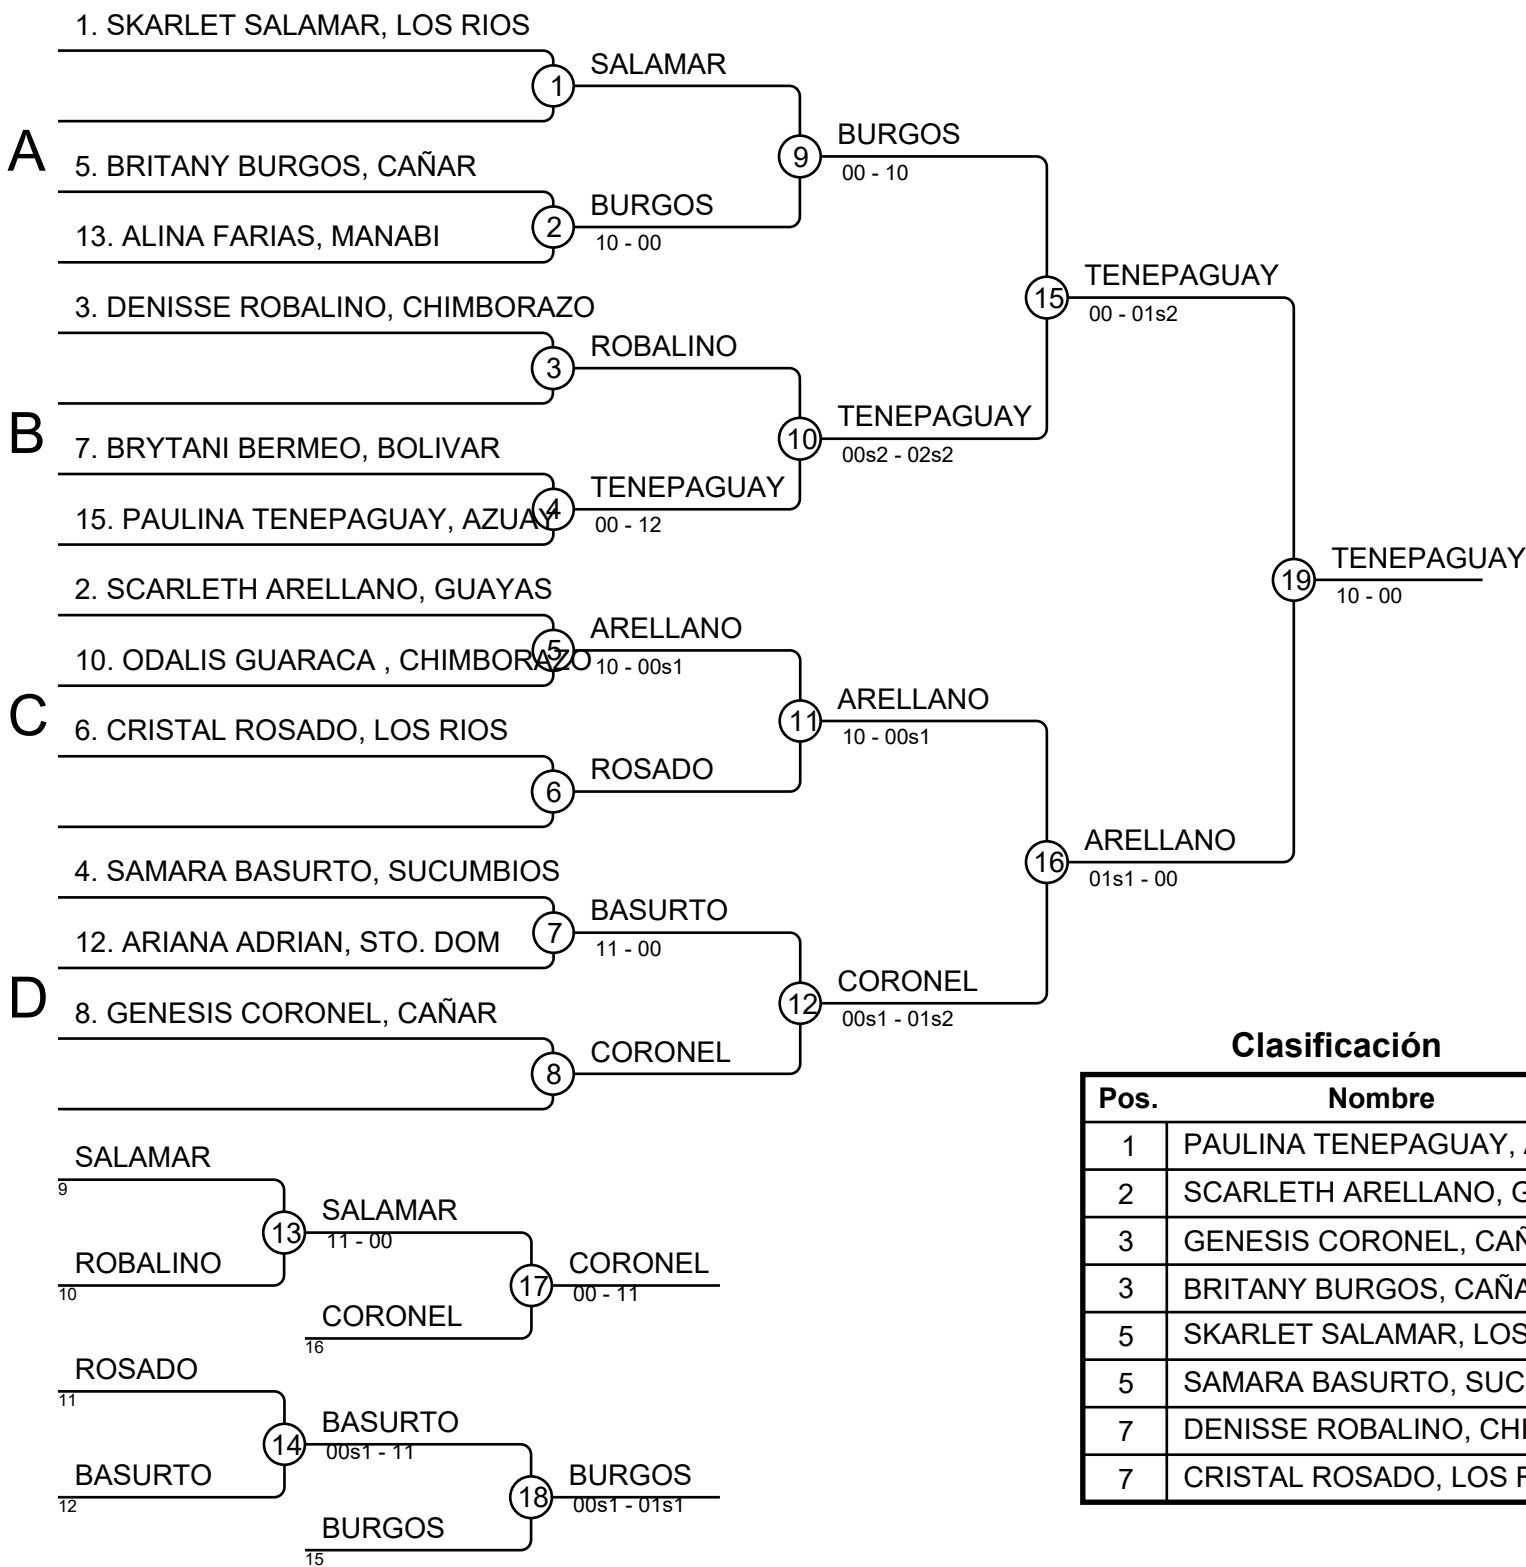 1. SKARLET SALAMAR, LOS RIOS
1
SALAMAR
A
5. BRITANY BURGOS, CAÑAR
13. ALINA FARIAS, MANABI
2
BURGOS
10 - 00
9
BURGOS
00 - 10
3. DENISSE ROBALINO, CHIMBORAZO
3
ROBALINO
B
7. BRYTANI BERMEO, BOLIVAR
15. PAULINA TENEPAGUAY, AZUAY
4
TENEPAGUAY
00 - 12
10
TENEPAGUAY
00s2 - 02s2
15
TENEPAGUAY
00 - 01s2
2. SCARLETH ARELLANO, GUAYAS
10. ODALIS GUARACA , CHIMBORAZO
5
ARELLANO
10 - 00s1
C
6. CRISTAL ROSADO, LOS RIOS
6
ROSADO
11
ARELLANO
10 - 00s1
4. SAMARA BASURTO, SUCUMBIOS
12. ARIANA ADRIAN, STO. DOM
7
BASURTO
11 - 00
D
8. GENESIS CORONEL, CAÑAR
8
CORONEL
12
CORONEL
00s1 - 01s2
16
ARELLANO
01s1 - 00
19
TENEPAGUAY
10 - 00
SALAMAR
9
ROBALINO
10
13
SALAMAR
11 - 00
CORONEL
16
17
CORONEL
00 - 11
ROSADO
11
BASURTO
12
14
BASURTO
00s1 - 11
BURGOS
15
18
BURGOS
00s1 - 01s1
Clasificación
Pos. Nombre
1 PAULINA TENEPAGUAY,
2 SCARLETH ARELLANO, G
3 GENESIS CORONEL, CAÑ
3 BRITANY BURGOS, CAÑA
5 SKARLET SALAMAR, LOS
5 SAMARA BASURTO, SUC
7 DENISSE ROBALINO, CHI
7 CRISTAL ROSADO, LOS R